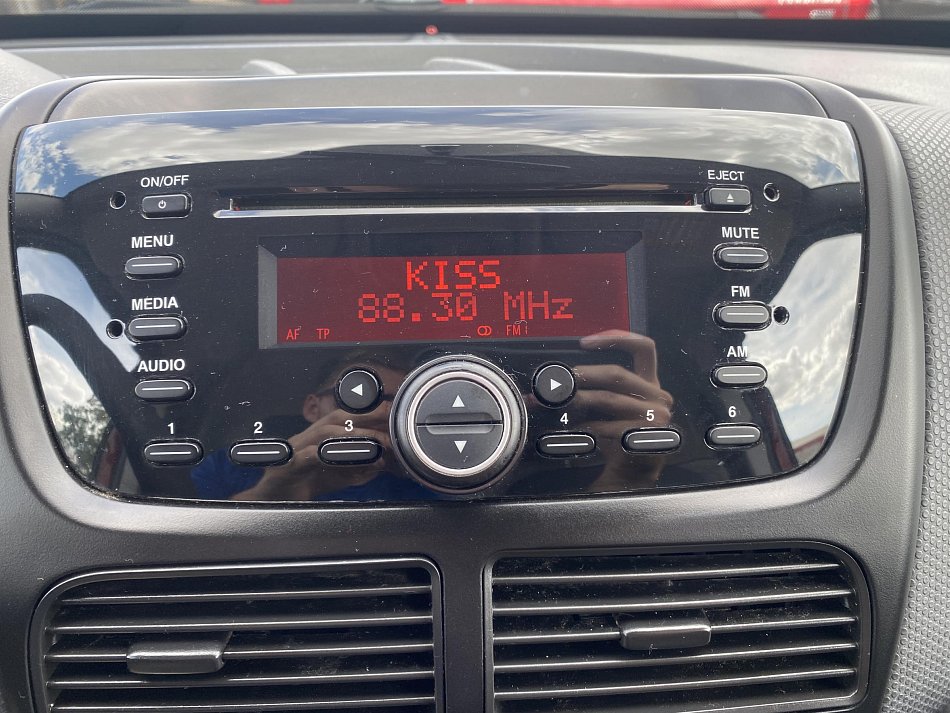 ON/OFF
EJECT
MENU
MUTE
KISS
88.30 MHz
MEDIA
FM
AF TP FM1
AUDIO
AM
1 2 3 4 5 6